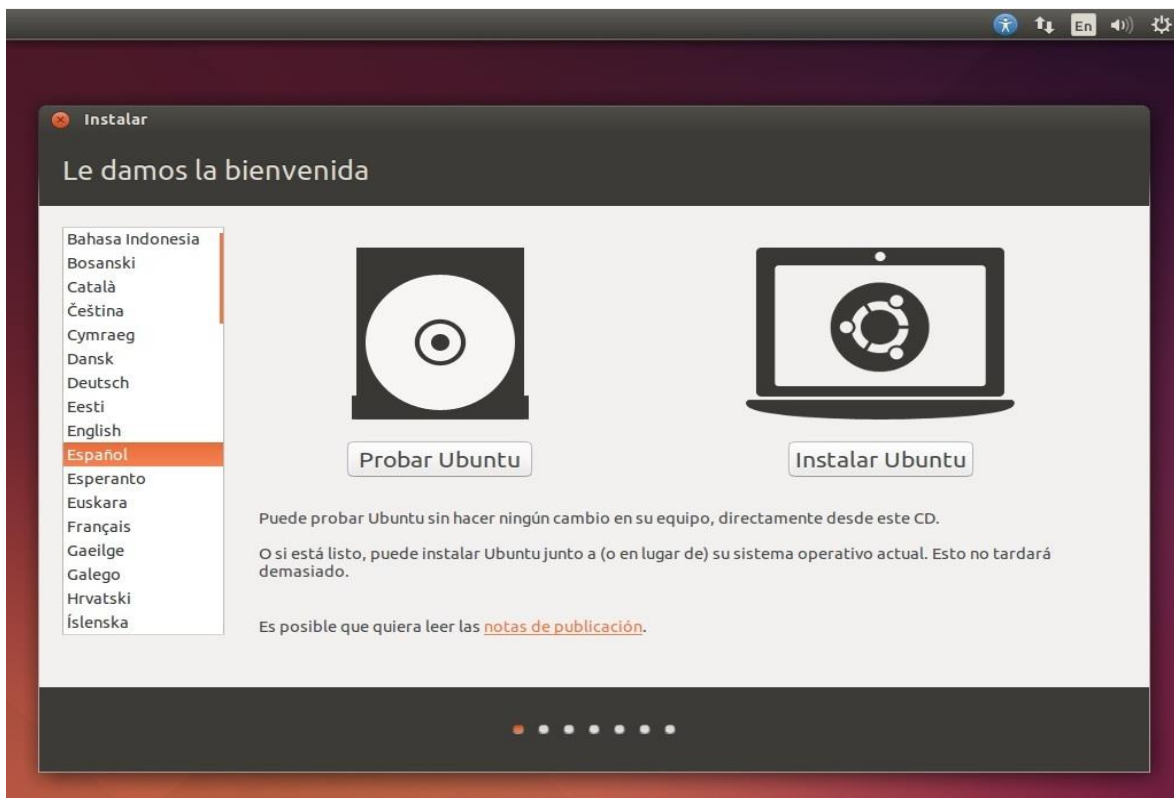 En
Instalar
Le damos la bienvenida
Bahasa Indonesia
Bosanski
Català
Čeština
Cymraeg
Dansk
Deutsch
Eesti
English
Español
Esperanto
Euskara
Français
Gaeilge
Galego
Hrvatski
Íslenska
Probar Ubuntu
Instalar Ubuntu
Puede probar Ubuntu sin hacer ningún cambio en su equipo, directamente desde este CD.
O si está listo, puede instalar Ubuntu junto a (o en lugar de) su sistema operativo actual. Esto no tardará
demasiado.
Es posible que quiera leer las notas de publicación.